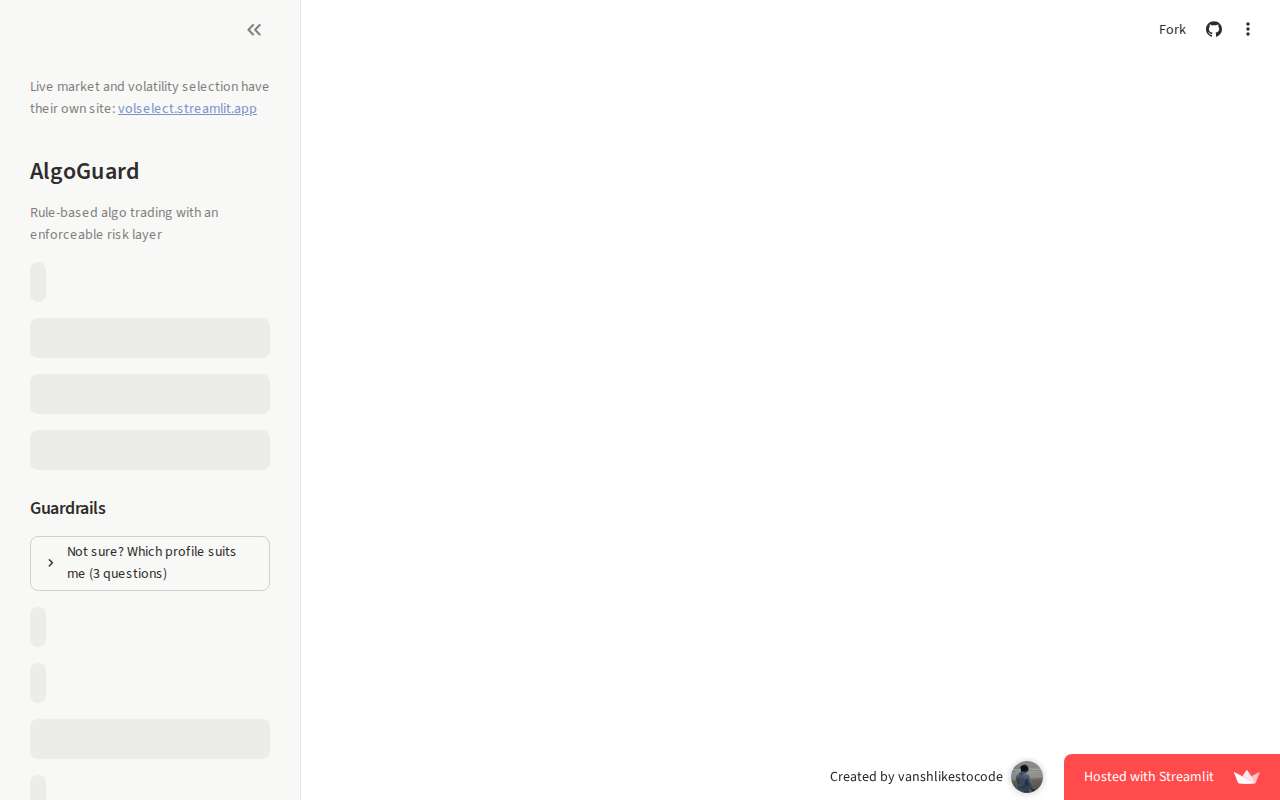 Fork
Live market and volatility selection have
their own site: volselect.streamlit.app
AlgoGuard
Rule-based algo trading with an
enforceable risk layer
Guardrails
Not sure? Which profile suits
me (3 questions)
Created by vanshlikestocode
Hosted with Streamlit